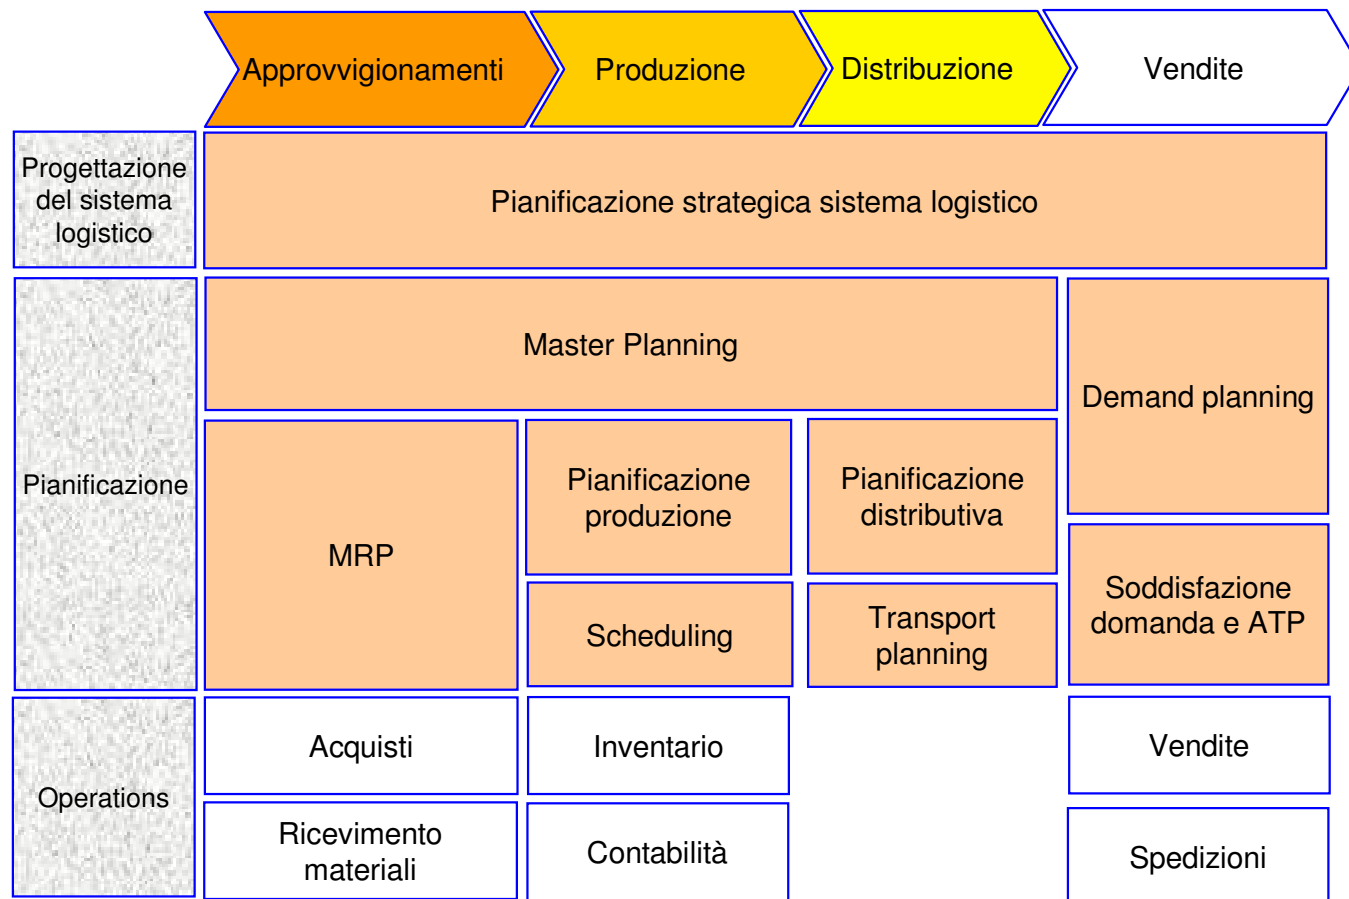 Approvvigionamenti
Produzione
Distribuzione
Vendite
Progettazione
del sistema
logistico
Pianificazione strategica sistema logistico
Pianificazione
Master Planning
Demand planning
MRP
Pianificazione
produzione
Pianificazione
distributiva
Scheduling
Transport
planning
Soddisfazione
domanda e ATP
Operations
Acquisti
Inventario
Vendite
Ricevimento
materiali
Contabilità
Spedizioni